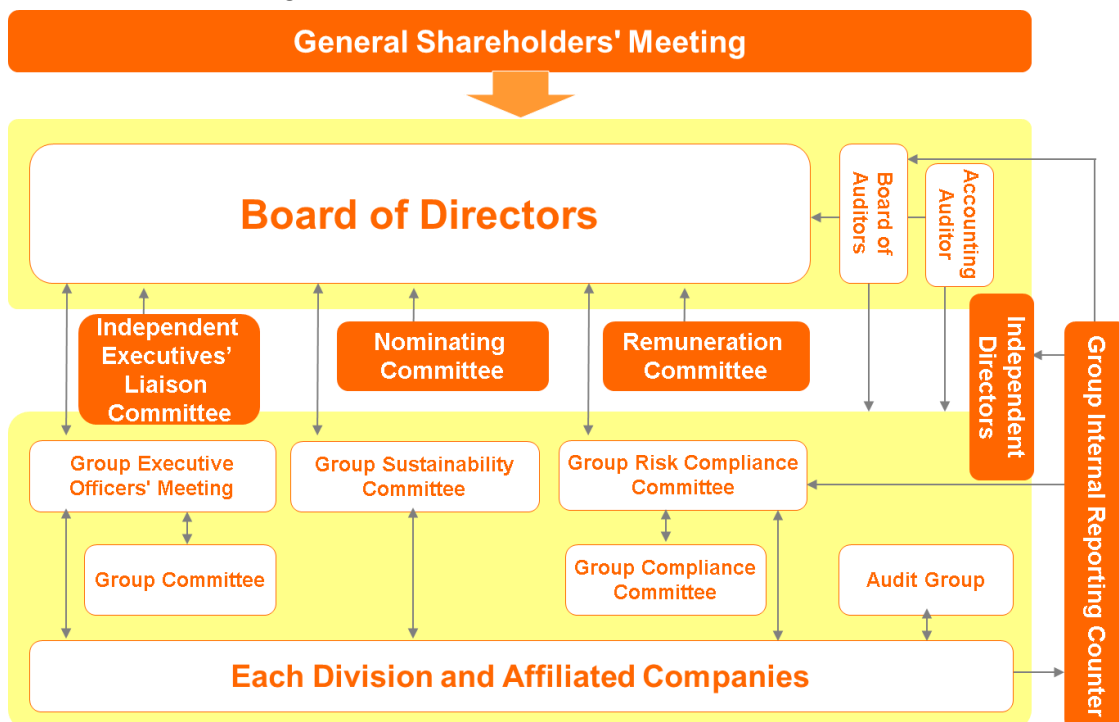 General Shareholders' Meeting
Board of Directors
Board of
Auditors
Accounting
Auditor
Independent
Executives’
Liaison
Committee
Nominating
Committee
Remuneration
Committee
Independent
Directors
Group Internal Reporting Counter
Group Executive
Officers' Meeting
Group Sustainability
Committee
Group Risk Compliance
Committee
Group Committee
Group Compliance
Committee
Audit Group
Each Division and Affiliated Companies